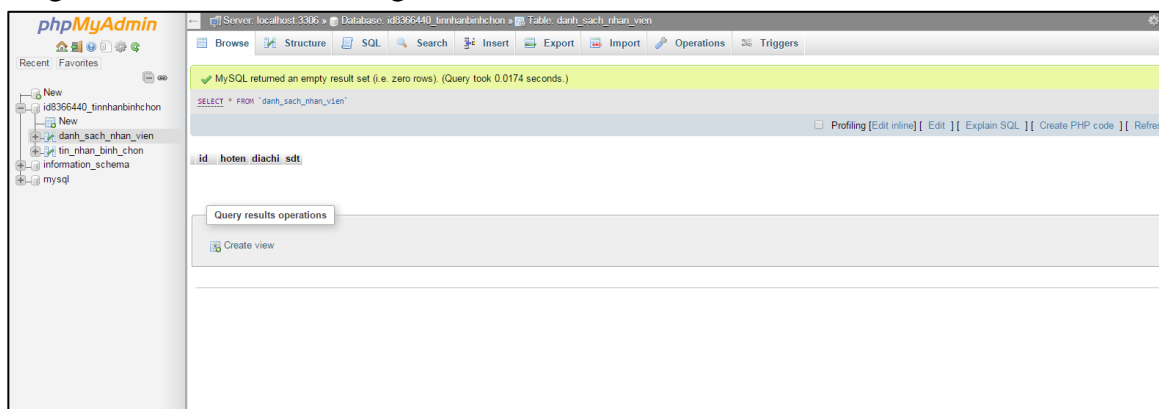 phpMyAdmin
Recent Favorites
New
id8366440_tinnhanbinhchon
New
danh_sach_nhan_vien
tin_nhan_binh_chon
information_schema
mysql
Server: localhost:3306 » Database: id8366440_tinnhanbinhchon » Table: danh_sach_nhan_vien
Browse Structure SQL Search Insert Export Import Operations Triggers
MySQL returned an empty result set (i.e. zero rows). (Query took 0.0174 seconds.)
SELECT * FROM `danh_sach_nhan_vien`
Profiling [Edit inline] [ Edit ] [ Explain SQL ] [ Create PHP code ] [ Refres
id hoten diachi sdt
Query results operations
Create view